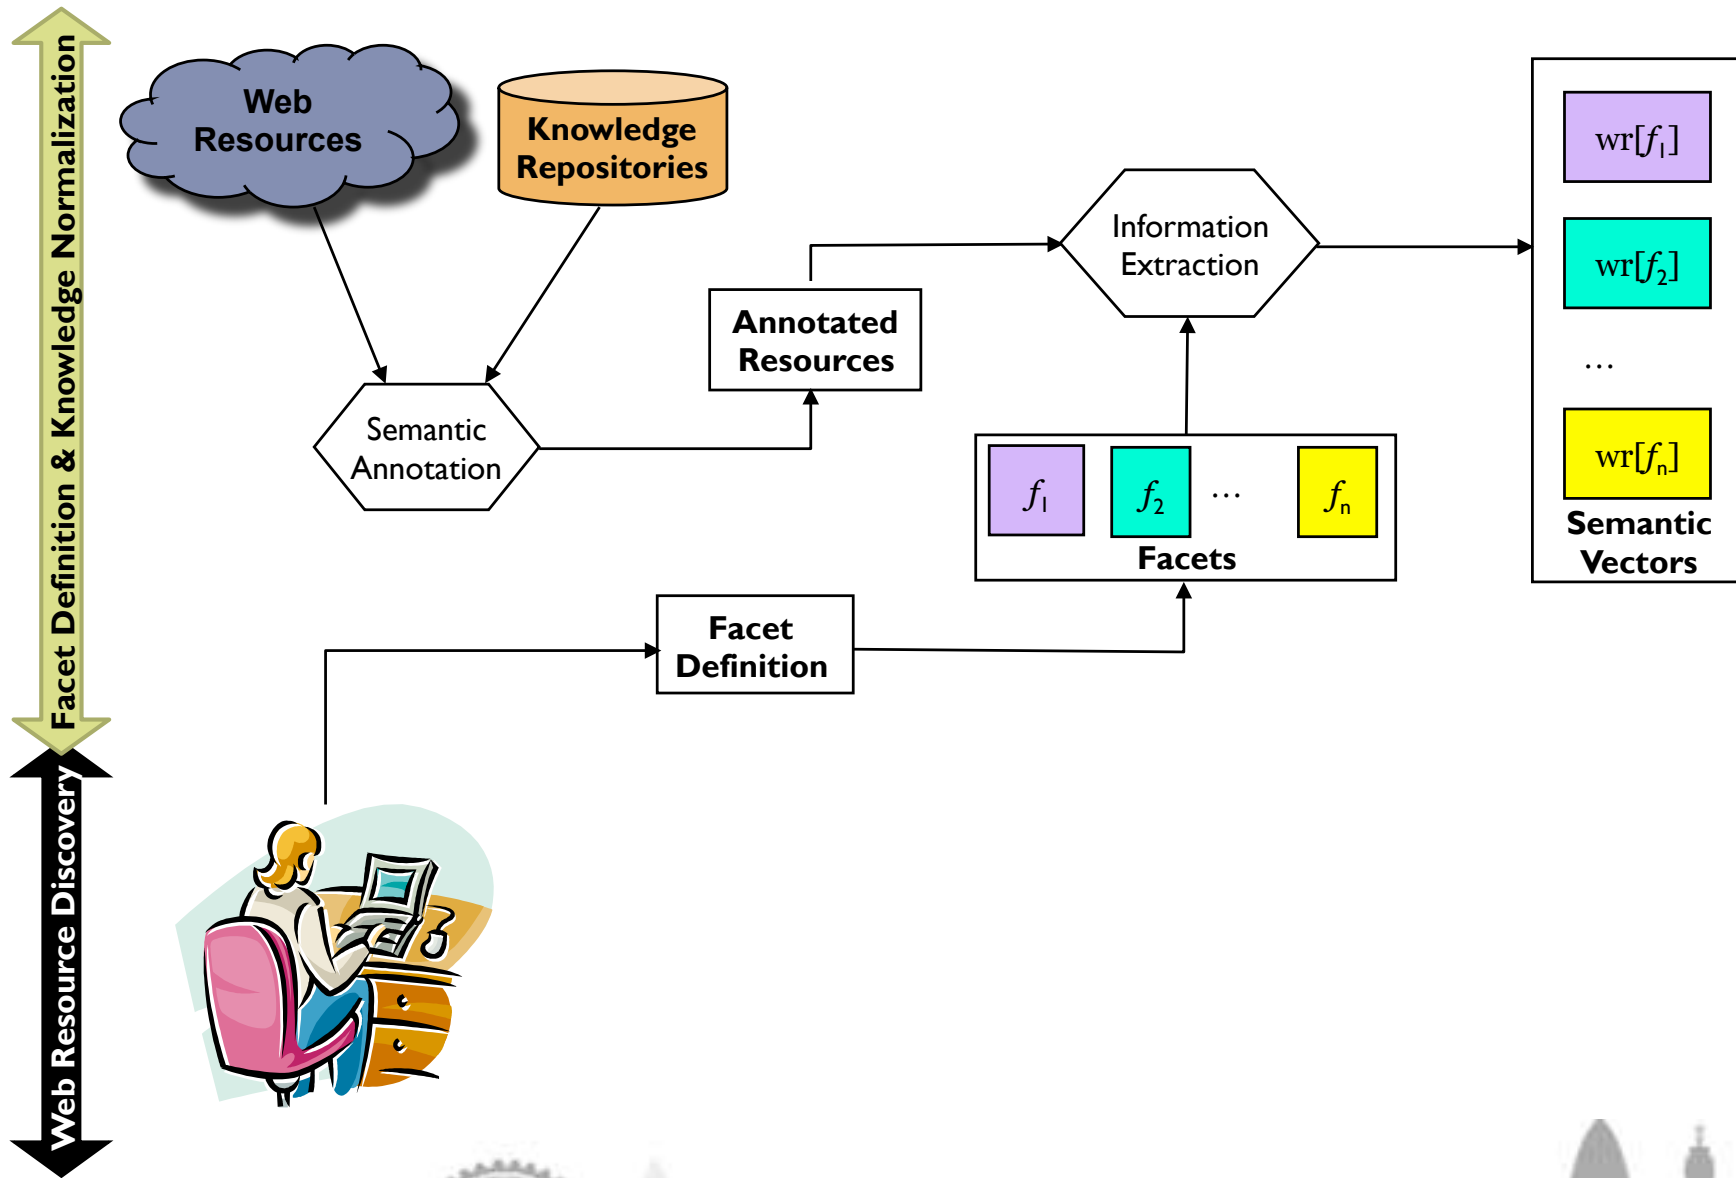 Facet Definition & Knowledge Normalization
Web Resource Discovery
Web
Resources
Knowledge
Repositories
Semantic
Annotation
Annotated
Resources
Information
Extraction
f1
f2
…
fn
Facets
Facet
Definition
wr[f1]
wr[f2]
…
wr[fn]
Semantic
Vectors